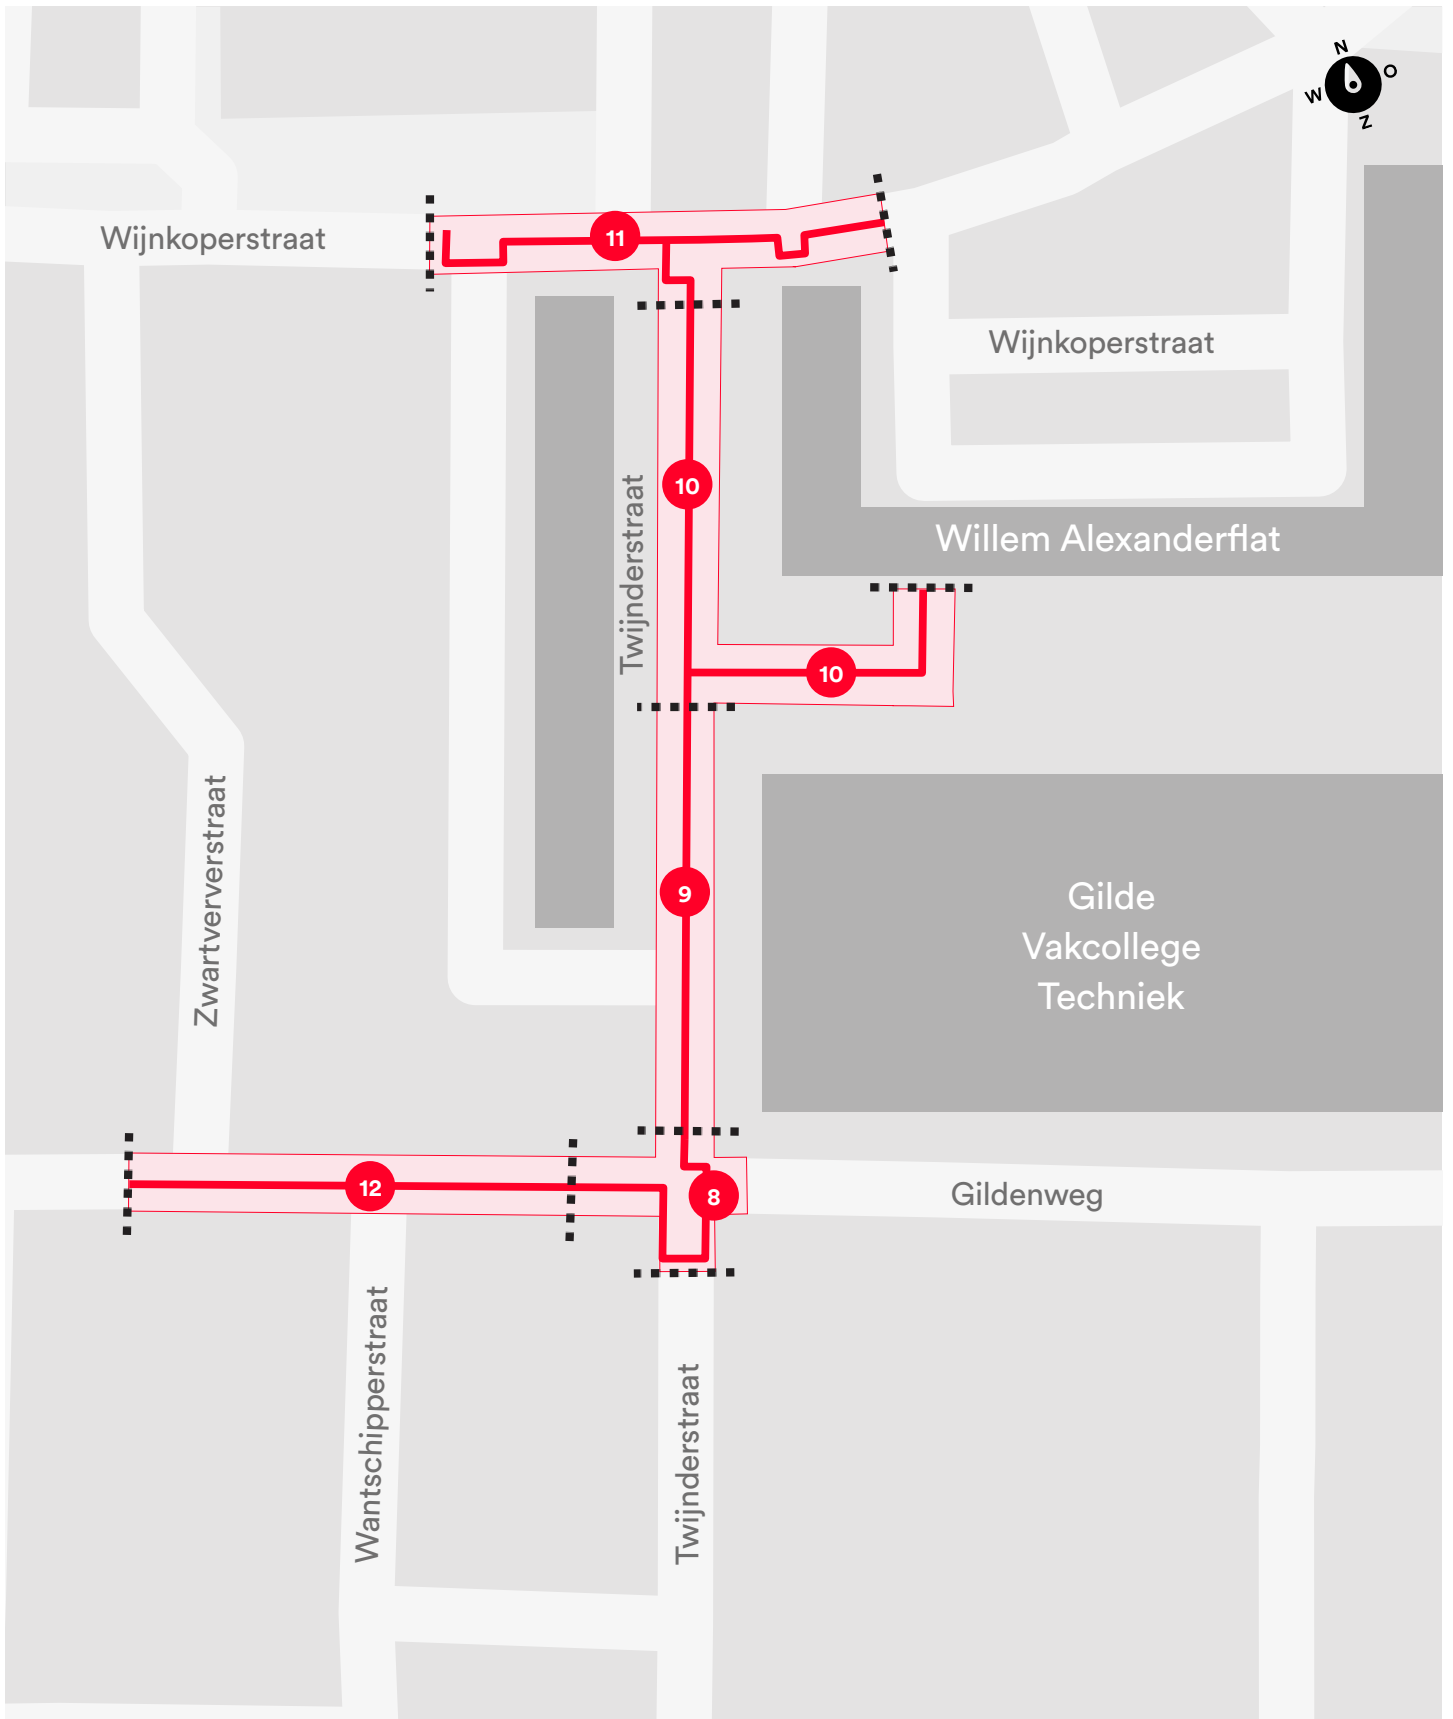 N
O
W
Z
Wijnkoperstraat
11
Wijnkoperstraat
10
Twijnderstraat
Willem Alexanderflat
10
Zwartververstraat
9
Gilde
Vakcollege
Techniek
12
8
Gildenweg
Wantschipperstraat
Twijnderstraat